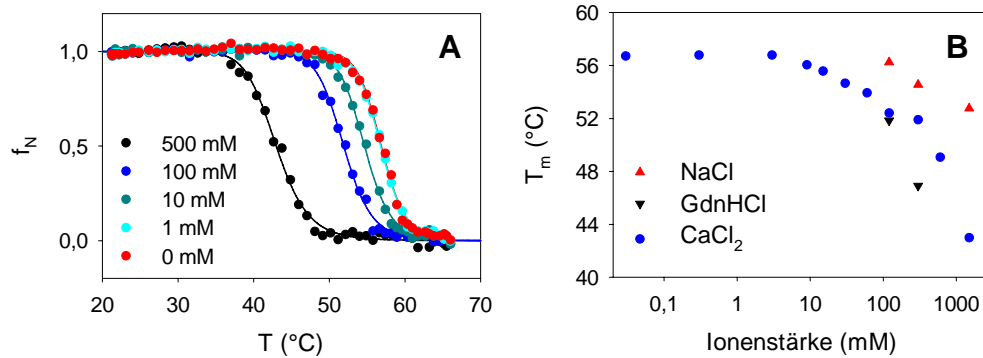 A
1,0
0,5
0,0
f_N
500 mM
100 mM
10 mM
1 mM
0 mM
20 30 40 50 60 70
T (°C)
B
56
52
48
44
40
T_m (°C)
NaCl
GdnHCl
CaCl₂
0,1 1 10 100 1000
Ionenstärke (mM)